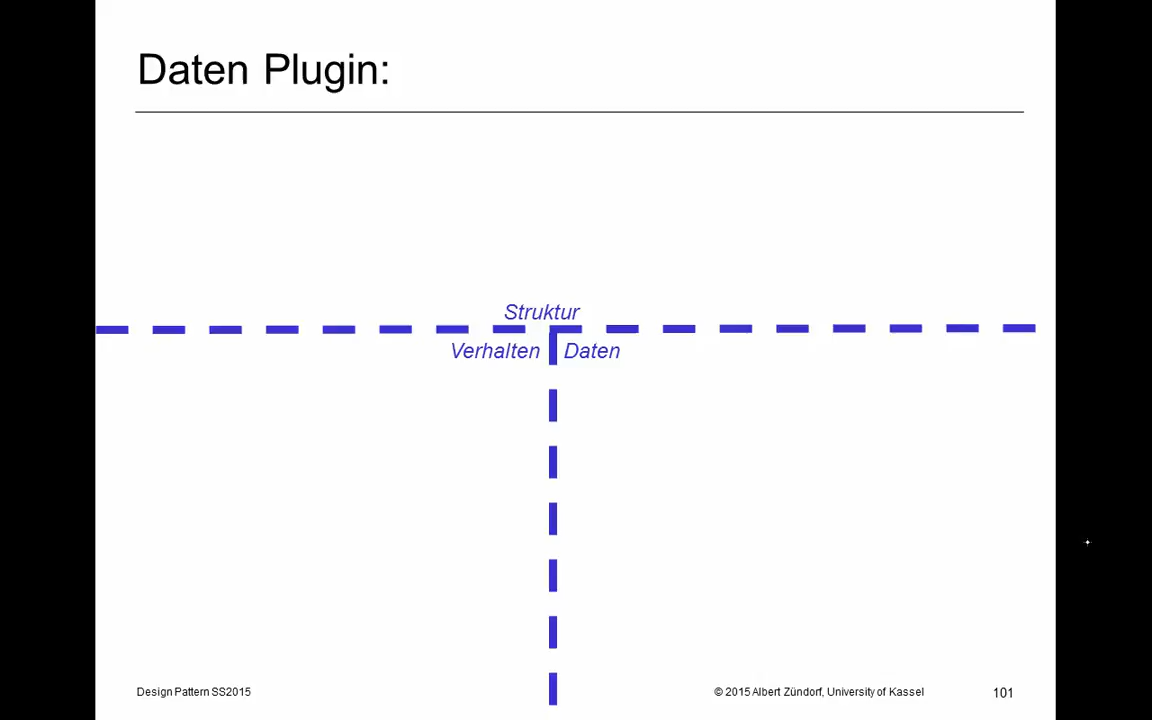 Daten Plugin:
Struktur
Verhalten Daten
Design Pattern SS2015 © 2015 Albert Zündorf, University of Kassel 101